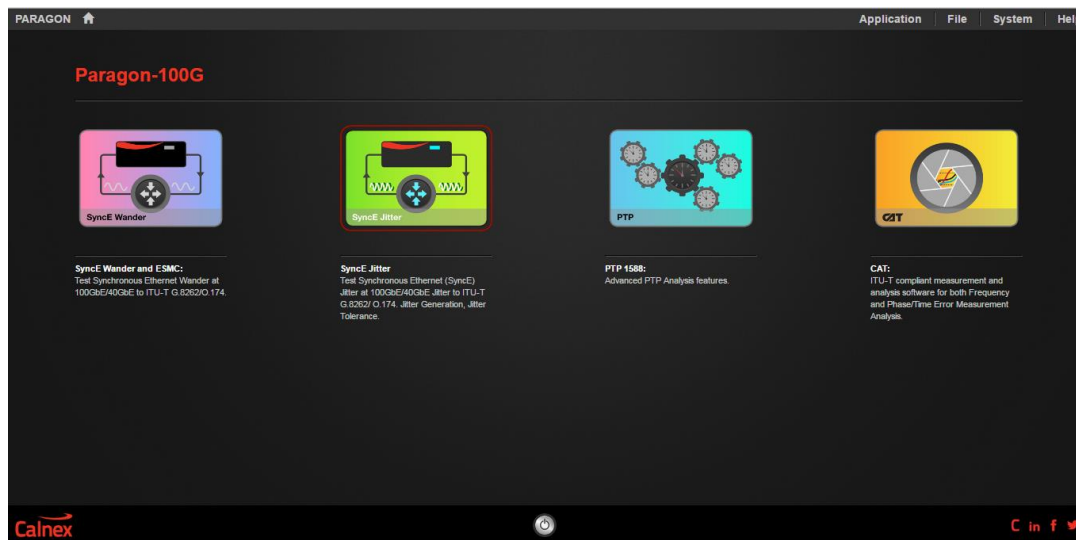 PARAGON
Application File System Help
Paragon-100G
SyncE Wander
SyncE Jitter
PTP
CAT
SyncE Wander and ESMC:
Test Synchronous Ethernet Wander at
100GbE/40GbE to ITU-T G.8262/O.174.
SyncE Jitter
Test Synchronous Ethernet (SyncE)
Jitter at 100GbE/40GbE Jitter to ITU-T
G.8262/ O.174. Jitter Generation, Jitter
Tolerance.
PTP 1588:
Advanced PTP Analysis features.
CAT:
ITU-T compliant measurement and
analysis software for both Frequency
and Phase/Time Error Measurement
Analysis.
Calnex
C in f